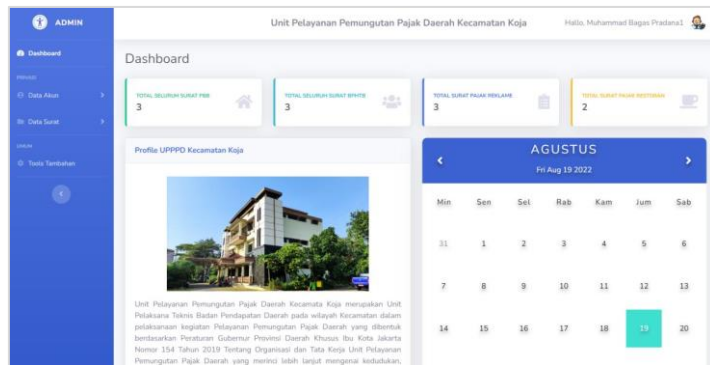 ADMIN
Unit Pelayanan Pemungutan Pajak Daerah Kecamatan Koja
Hallo, Muhammad Bagas Pradana1
Dashboard
PRIVASI
Data Akun
Data Surat
UMUM
Tools Tambahan
Dashboard
TOTAL SELURUH SURAT PBB
3
TOTAL SELURUH SURAT BPHTB
3
TOTAL SURAT PAJAK REKLAME
3
TOTAL SURAT PAJAK RESTORAN
2
Profile UPPPD Kecamatan Koja
Unit Pelayanan Pemungutan Pajak Daerah Kecamata Koja merupakan Unit
Pelaksana Teknis Badan Pendapatan Daerah pada wilayah Kecamatan dalam
pelaksanaan kegiatan Pelayanan Pemungutan Pajak Daerah yang dibentuk
berdasarkan Peraturan Gubernur Provinsi Daerah Khusus Ibu Kota Jakarta
Nomor 154 Tahun 2019 Tentang Organisasi dan Tata Kerja Unit Pelayanan
Pemungutan Pajak Daerah yang merinci lebih lanjut mengenai kedudukan,
AGUSTUS
Fri Aug 19 2022
Min Sen Sel Rab Kam Jum Sab
31 1 2 3 4 5 6
7 8 9 10 11 12 13
14 15 16 17 18 19 20